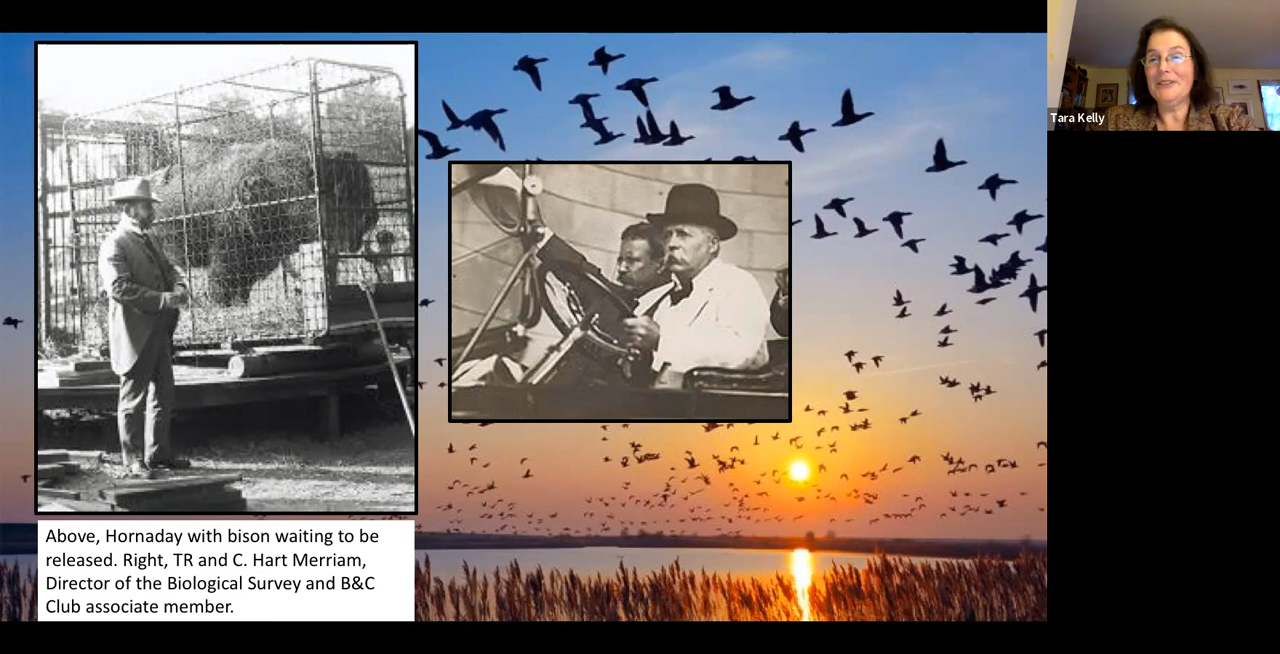 Tara Kelly
Above, Hornaday with bison waiting to be
released. Right, TR and C. Hart Merriam,
Director of the Biological Survey and B&C
Club associate member.